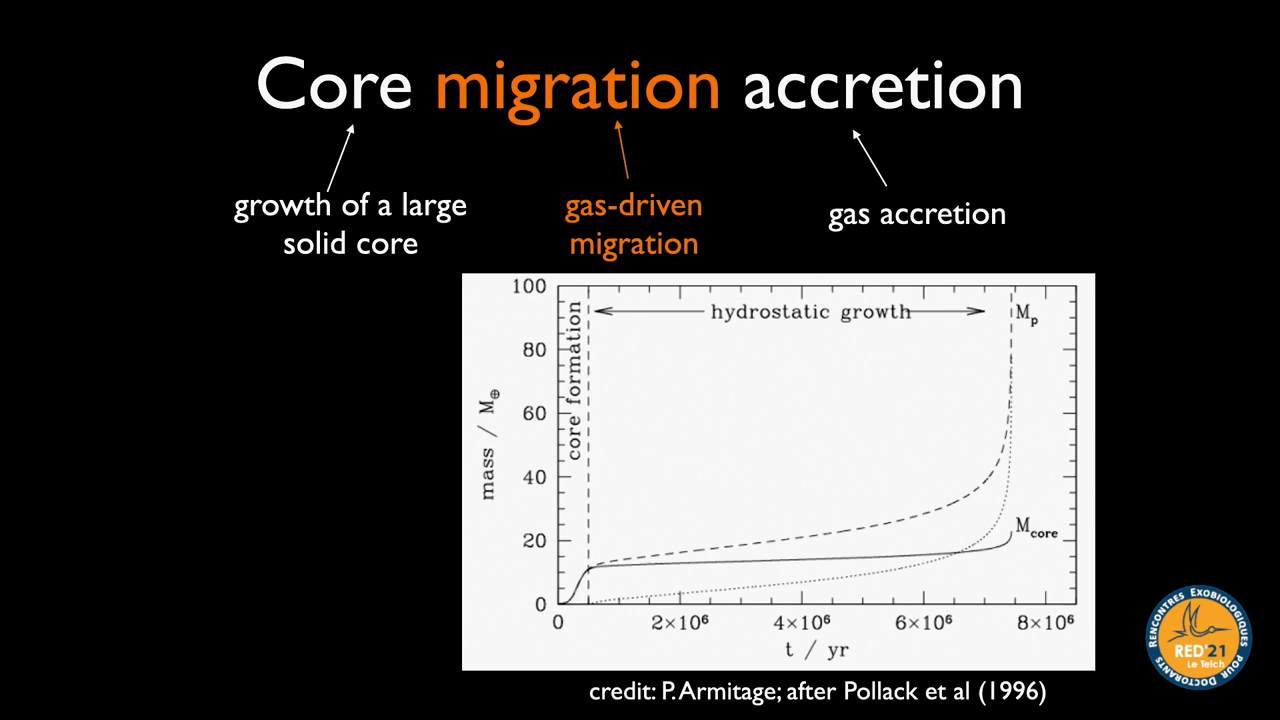 Core migration accretion
growth of a large
solid core
gas-driven
migration
gas accretion
100
80
60
40
20
0
mass / M⊕
core formation
hydrostatic growth
Mp
Mcore
0 2×10⁶ 4×10⁶ 6×10⁶ 8×10⁶
t / yr
credit: P. Armitage; after Pollack et al (1996)
RENCONTRES EXOBIOLOGIQUES POUR DOCTORANTS
RED'21
Le Teich